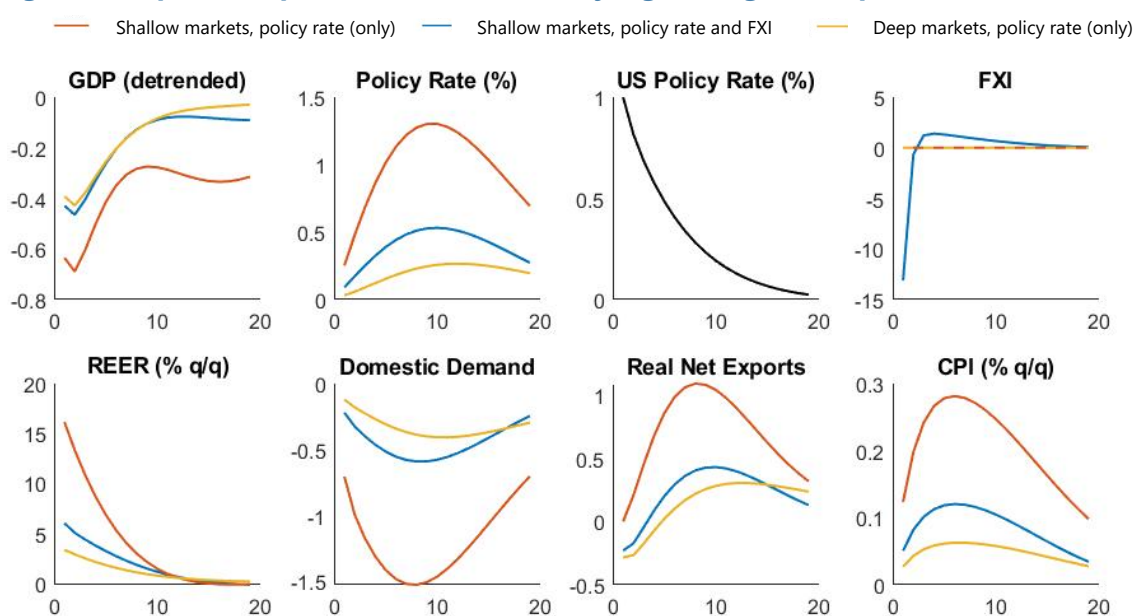 Shallow markets, policy rate (only) Shallow markets, policy rate and FXI Deep markets, policy rate (only)
GDP (detrended) Policy Rate (%) US Policy Rate (%) FXI
0 1.5 1 5
-0.2 1 0.5 0
-0.4 0.5 0 -5
-0.6 0 -10
-0.8 -15
0 10 20 0 10 20 0 10 20 0 10 20
REER (% q/q) Domestic Demand Real Net Exports CPI (% q/q)
20 0 1 0.3
15 -0.5 0.5 0.2
10 -1 0 0.1
5 -1.5 -0.5 0
0
0 10 20 0 10 20 0 10 20 0 10 20